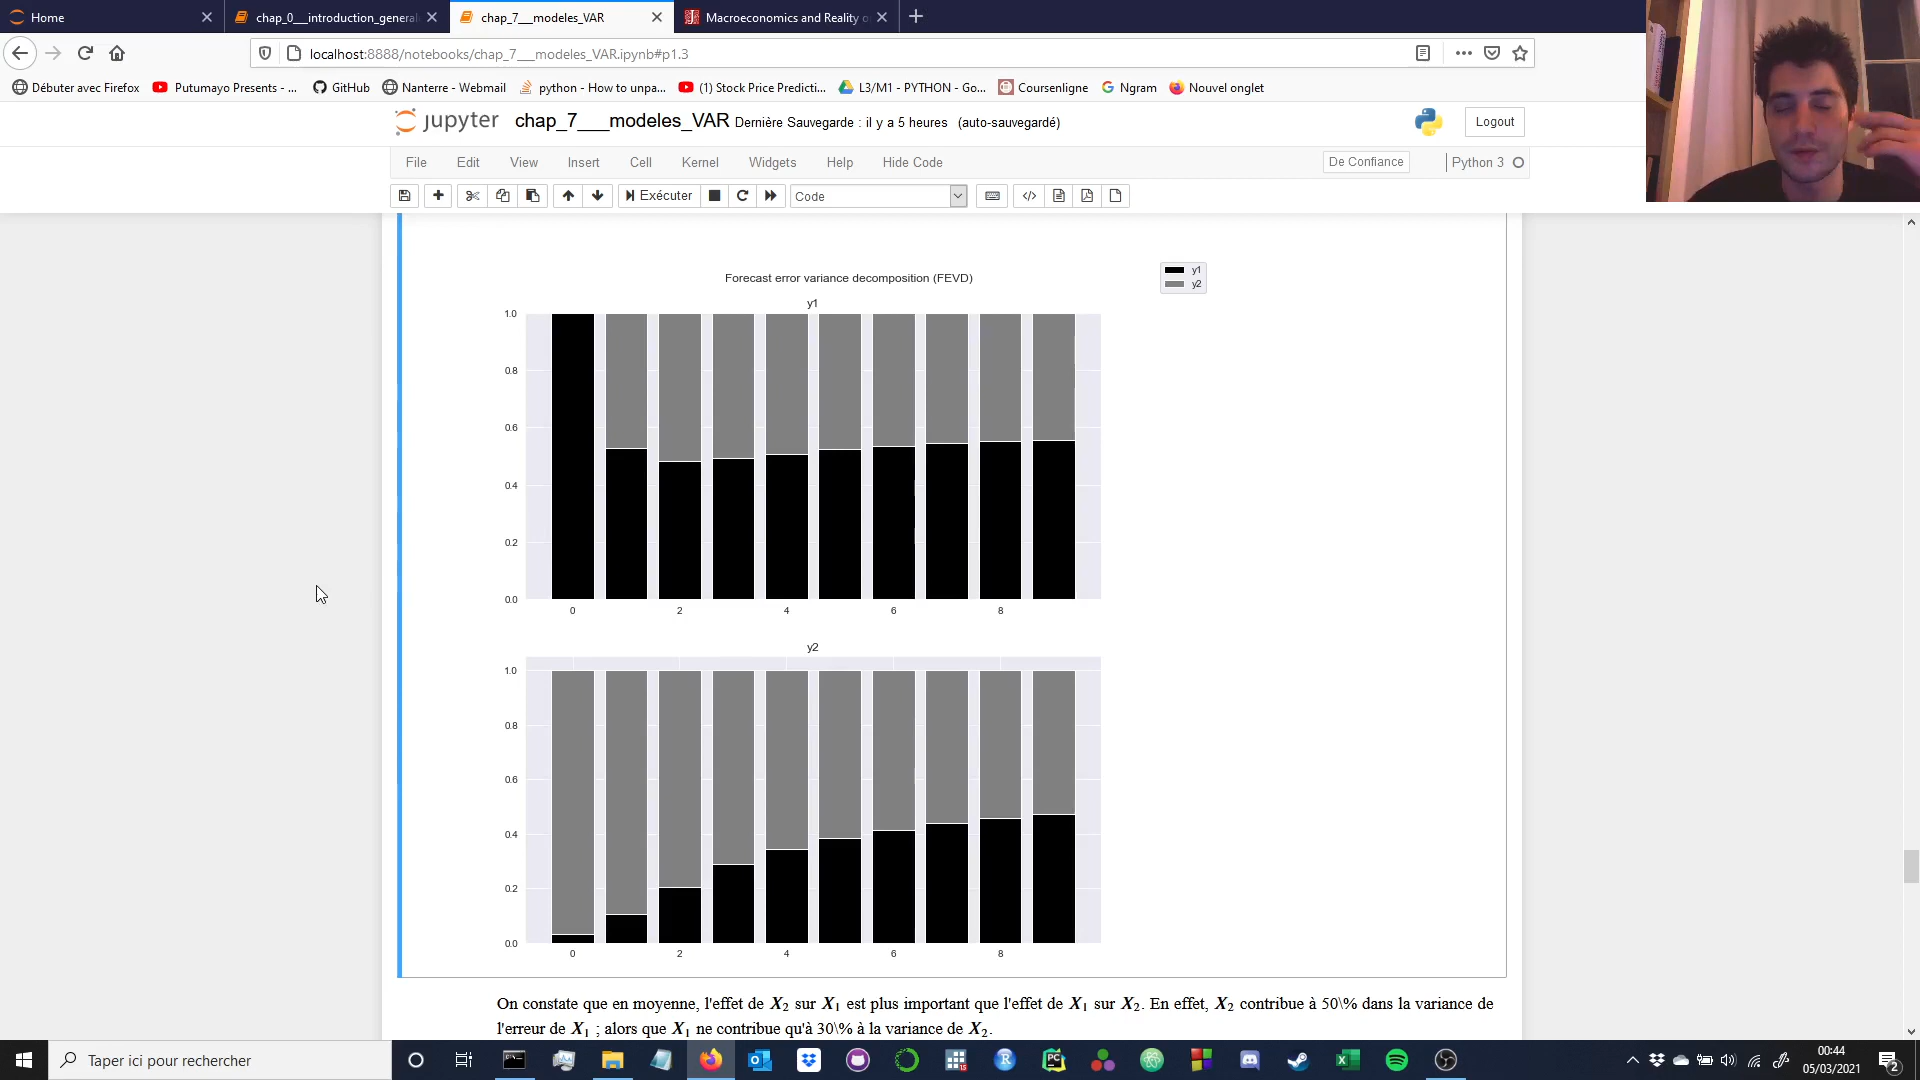 Home
chap_0__introduction_general
chap_7___modeles_VAR
Macroeconomics and Reality o
localhost:8888/notebooks/chap_7___modeles_VAR.ipynb#p1.3
Débuter avec Firefox
Putumayo Presents - ...
GitHub
Nanterre - Webmail
python - How to unpa...
(1) Stock Price Predicti...
L3/M1 - PYTHON - Go...
Coursenligne
Ngram
Nouvel onglet
jupyter chap_7___modeles_VAR Dernière Sauvegarde : il y a 5 heures (auto-sauvegardé)
Logout
File Edit View Insert Cell Kernel Widgets Help Hide Code
De Confiance
Python 3
Exécuter
Code
Forecast error variance decomposition (FEVD)
y1
y2
y1
1.0
0.8
0.6
0.4
0.2
0.0
0 2 4 6 8
y2
1.0
0.8
0.6
0.4
0.2
0.0
0 2 4 6 8
On constate que en moyenne, l'effet de X₂ sur X₁ est plus important que l'effet de X₁ sur X₂. En effet, X₂ contribue à 50\% dans la variance de
l'erreur de X₁ ; alors que X₁ ne contribue qu'à 30\% à la variance de X₂.
Taper ici pour rechercher
00:44
05/03/2021
2